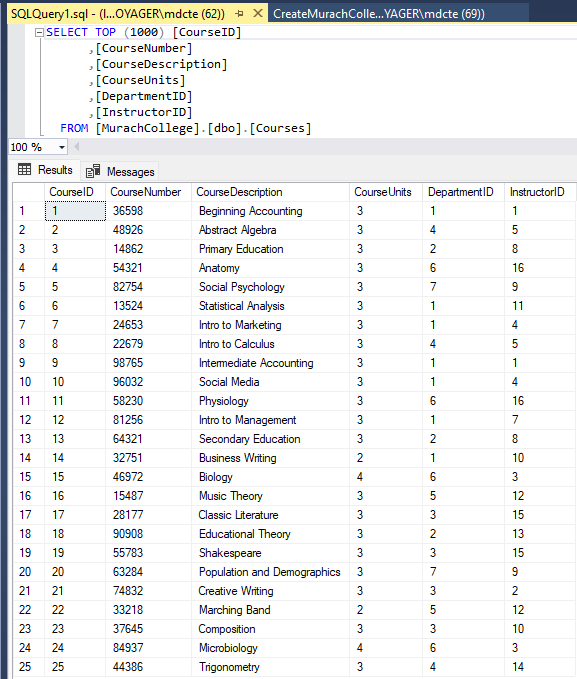 SQLQuery1.sql - (l...OYAGER\mdcte (62))
CreateMurachColle...YAGER\mdcte (69))
SELECT TOP (1000) [CourseID]
,[CourseNumber]
,[CourseDescription]
,[CourseUnits]
,[DepartmentID]
,[InstructorID]
FROM [MurachCollege].[dbo].[Courses]
100 %
Results Messages
CourseID CourseNumber CourseDescription CourseUnits DepartmentID InstructorID
1 1 36598 Beginning Accounting 3 1 1
2 2 48926 Abstract Algebra 3 4 5
3 3 14862 Primary Education 3 2 8
4 4 54321 Anatomy 3 6 16
5 5 82754 Social Psychology 3 7 9
6 6 13524 Statistical Analysis 3 1 11
7 7 24653 Intro to Marketing 3 1 4
8 8 22679 Intro to Calculus 3 4 5
9 9 98765 Intermediate Accounting 3 1 1
10 10 96032 Social Media 3 1 4
11 11 58230 Physiology 3 6 16
12 12 81256 Intro to Management 3 1 7
13 13 64321 Secondary Education 3 2 8
14 14 32751 Business Writing 2 1 10
15 15 46972 Biology 4 6 3
16 16 15487 Music Theory 3 5 12
17 17 28177 Classic Literature 3 3 15
18 18 90908 Educational Theory 3 2 13
19 19 55783 Shakespeare 3 3 15
20 20 63284 Population and Demographics 3 7 9
21 21 74832 Creative Writing 3 3 2
22 22 33218 Marching Band 2 5 12
23 23 37645 Composition 3 3 10
24 24 84937 Microbiology 4 6 3
25 25 44386 Trigonometry 3 4 14